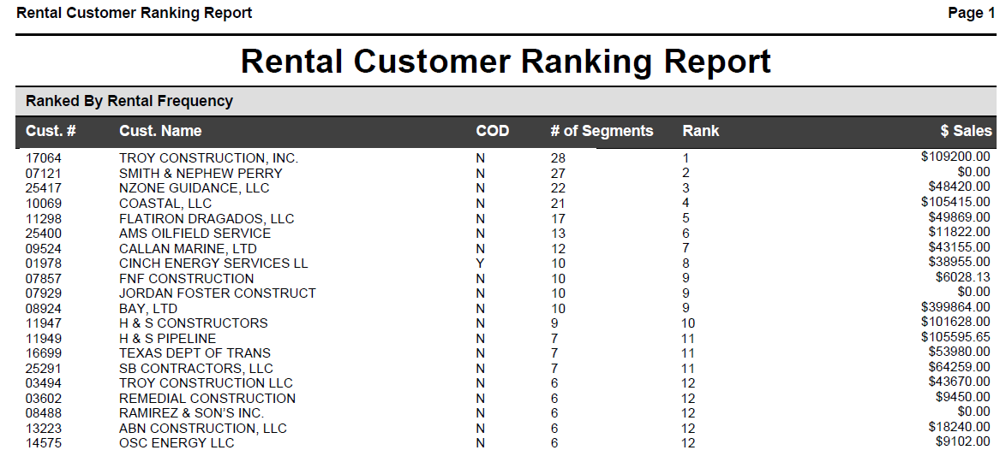 Rental Customer Ranking Report Page 1
Rental Customer Ranking Report
Ranked By Rental Frequency
Cust. # Cust. Name COD # of Segments Rank $ Sales
17064 TROY CONSTRUCTION, INC. N 28 1 $109200.00
07121 SMITH & NEPHEW PERRY N 27 2 $0.00
25417 NZONE GUIDANCE, LLC N 22 3 $48420.00
10069 COASTAL, LLC N 21 4 $105415.00
11298 FLATIRON DRAGADOS, LLC N 17 5 $49869.00
25400 AMS OILFIELD SERVICE N 13 6 $11822.00
09524 CALLAN MARINE, LTD N 12 7 $43155.00
01978 CINCH ENERGY SERVICES LL Y 10 8 $38955.00
07857 FNF CONSTRUCTION N 10 9 $6028.13
07929 JORDAN FOSTER CONSTRUCT N 10 9 $0.00
08924 BAY, LTD N 10 9 $399864.00
11947 H & S CONSTRUCTORS N 9 10 $101628.00
11949 H & S PIPELINE N 7 11 $105595.65
16699 TEXAS DEPT OF TRANS N 7 11 $53980.00
25291 SB CONTRACTORS, LLC N 7 11 $64259.00
03494 TROY CONSTRUCTION LLC N 6 12 $43670.00
03602 REMEDIAL CONSTRUCTION N 6 12 $9450.00
08488 RAMIREZ & SON'S INC. N 6 12 $0.00
13223 ABN CONSTRUCTION, LLC N 6 12 $18240.00
14575 OSC ENERGY LLC N 6 12 $9102.00